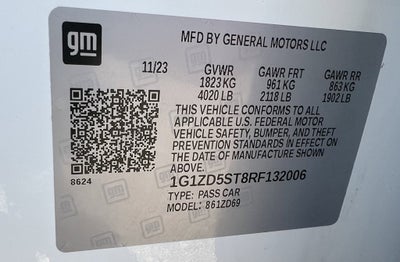 gm
MFD BY GENERAL MOTORS LLC
11/23 GVWR GAWR FRT GAWR RR
1823 KG 961 KG 863 KG
4020 LB 2118 LB 1902 LB
THIS VEHICLE CONFORMS TO ALL
APPLICABLE U.S. FEDERAL MOTOR
VEHICLE SAFETY, BUMPER, AND THEFT
PREVENTION STANDARDS IN EFFECT ON
THE DATE OF MANUFACTURE SHOWN
ABOVE.
8624
1G1ZD5ST8RF132006
TYPE: PASS CAR
MODEL: 861ZD69